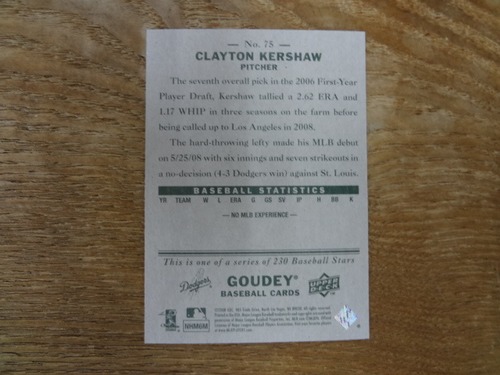 — No. 75 —
CLAYTON KERSHAW
PITCHER
The seventh overall pick in the 2006 First-Year
Player Draft, Kershaw tallied a 2.62 ERA and
1.17 WHIP in three seasons on the farm before
being called up to Los Angeles in 2008.
The hard-throwing lefty made his MLB debut
on 5/25/08 with six innings and seven strikeouts in
a no-decision (4-3 Dodgers win) against St. Louis.
BASEBALL STATISTICS
YR TEAM W L ERA G GS SV IP H BB K
— NO MLB EXPERIENCE —
This is one of a series of 230 Baseball Stars
Dodgers
GOUDEY®
BASEBALL CARDS
UPPER DECK
NHM6M